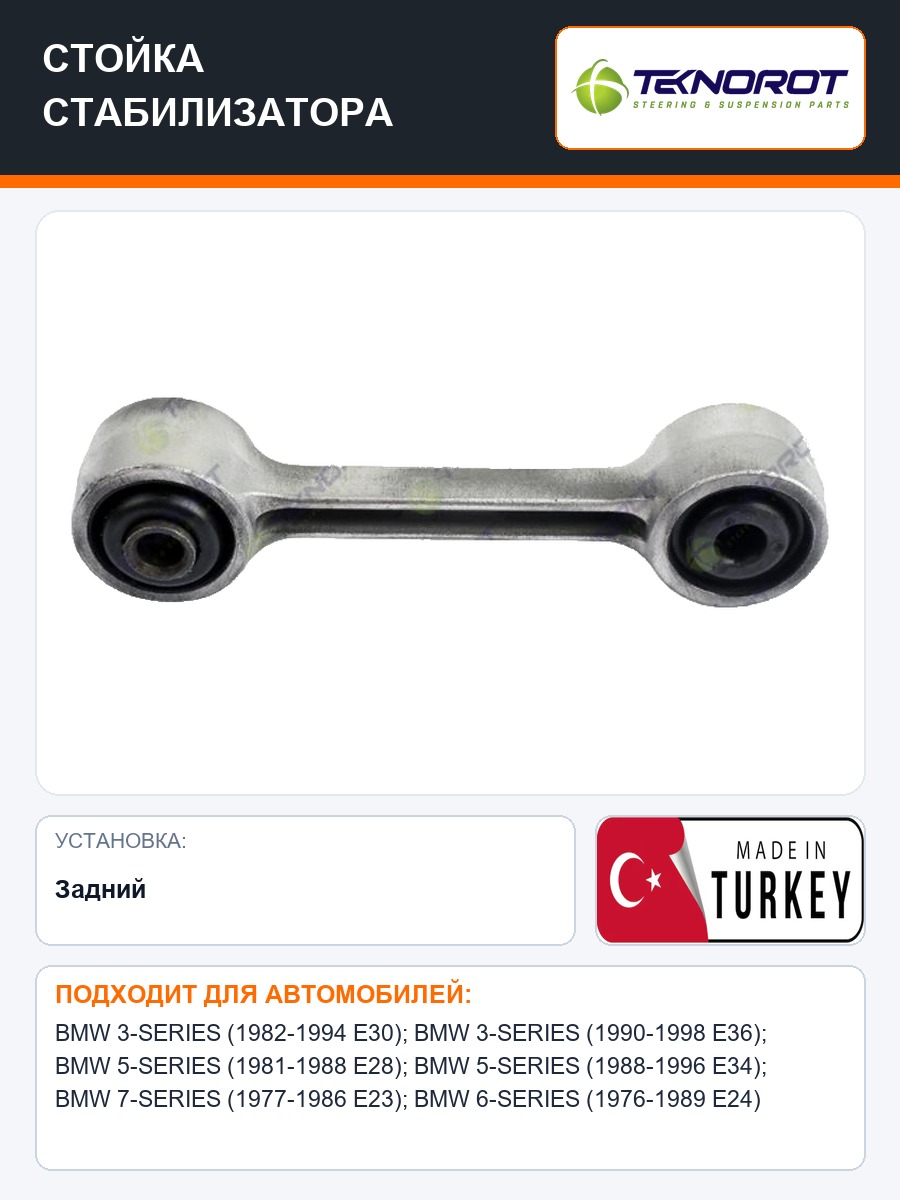 СТОЙКА
СТАБИЛИЗАТОРА
TEKNOROT
STEERING & SUSPENSION PARTS
УСТАНОВКА:
Задний
MADE IN
TURKEY
ПОДХОДИТ ДЛЯ АВТОМОБИЛЕЙ:
BMW 3-SERIES (1982-1994 E30); BMW 3-SERIES (1990-1998 E36);
BMW 5-SERIES (1981-1988 E28); BMW 5-SERIES (1988-1996 E34);
BMW 7-SERIES (1977-1986 E23); BMW 6-SERIES (1976-1989 E24)